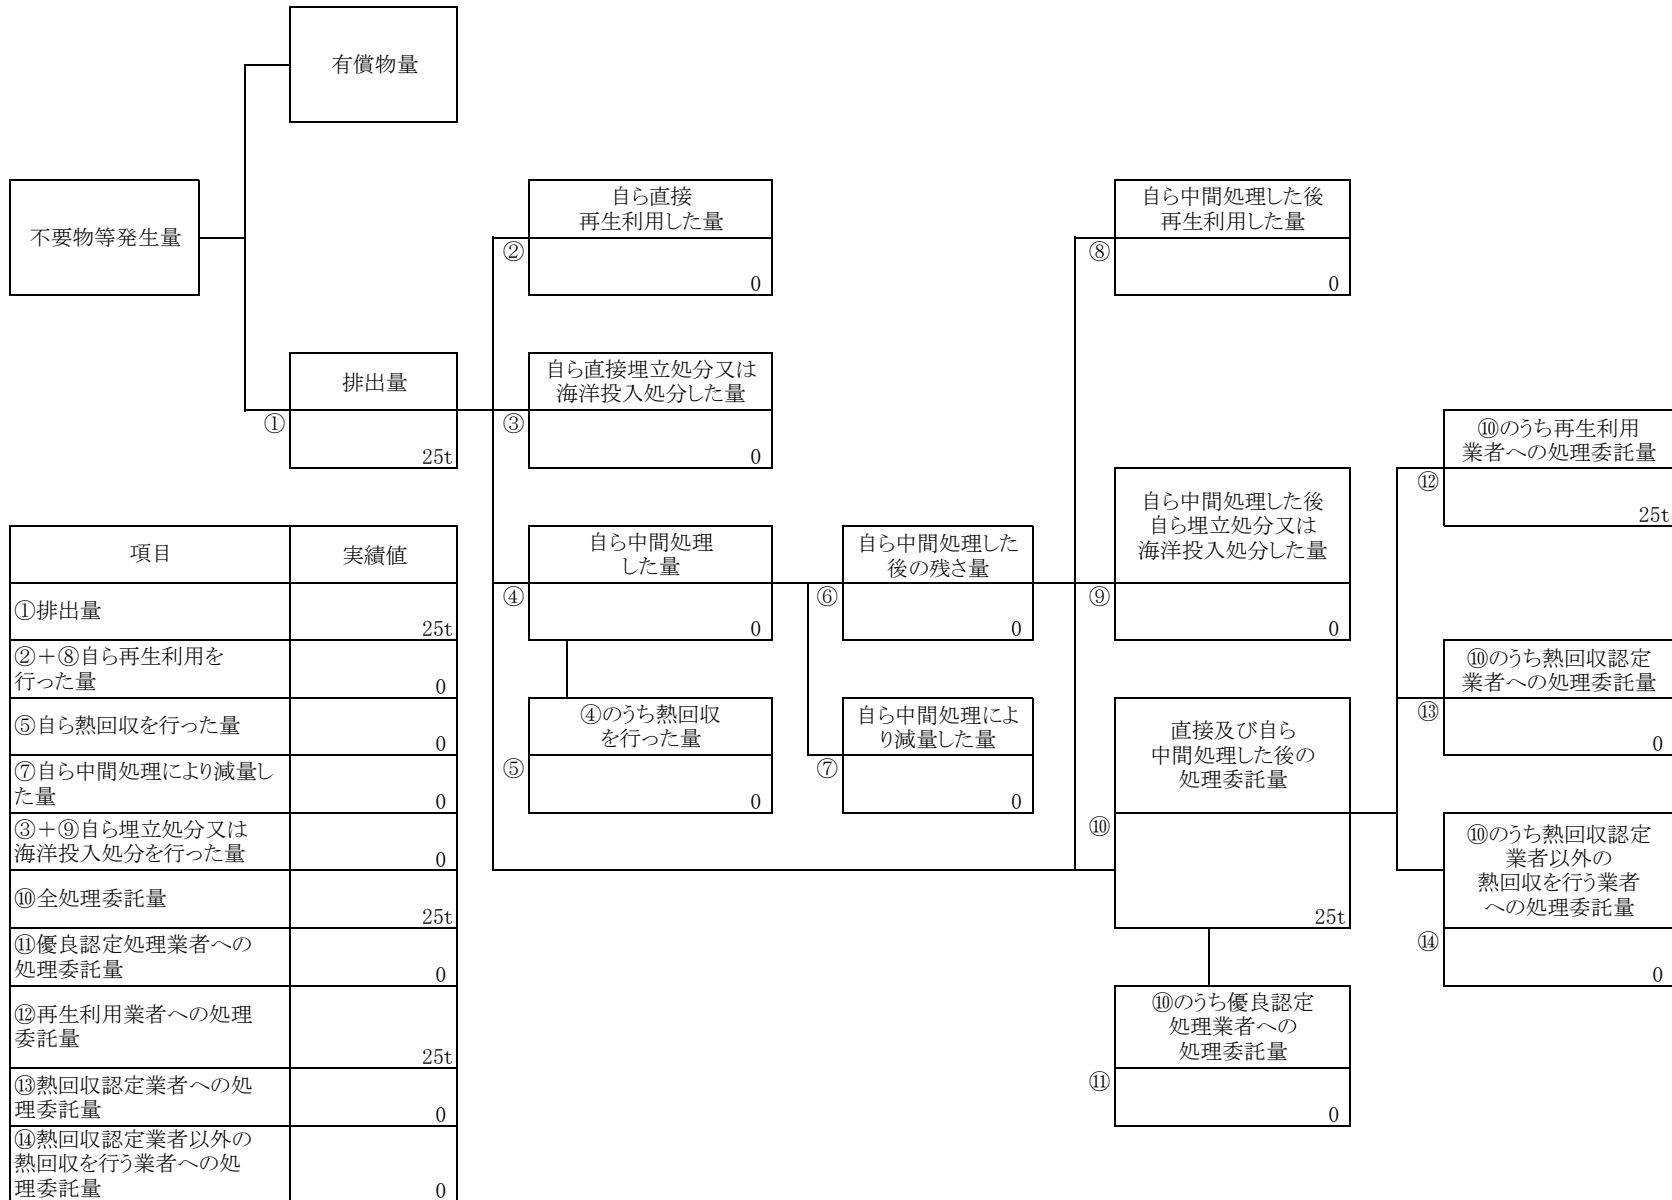 有償物量
不要物等発生量
自ら直接
再生利用した量
②
0
自ら中間処理した後
再生利用した量
⑧
0
排出量
①
25t
自ら直接埋立処分又は
海洋投入処分した量
③
0
⑩のうち再生利用
業者への処理委託量
⑫
25t
自ら中間処理した後
自ら埋立処分又は
海洋投入処分した量
⑨
0
自ら中間処理
した量
④
0
自ら中間処理した
後の残さ量
⑥
0
⑩のうち熱回収認定
業者への処理委託量
⑬
0
④のうち熱回収
を行った量
⑤
0
自ら中間処理によ
り減量した量
⑦
0
直接及び自ら
中間処理した後の
処理委託量
⑩
25t
⑩のうち熱回収認定
業者以外の
熱回収を行う業者
への処理委託量
⑭
0
⑩のうち優良認定
処理業者への
処理委託量
⑪
0
項目 実績値
①排出量
25t
②+⑧自ら再生利用を
行った量
0
⑤自ら熱回収を行った量
0
⑦自ら中間処理により減量し
た量
0
③+⑨自ら埋立処分又は
海洋投入処分を行った量
0
⑩全処理委託量
25t
⑪優良認定処理業者への
処理委託量
0
⑫再生利用業者への処理
委託量
25t
⑬熱回収認定業者への処
理委託量
0
⑭熱回収認定業者以外の
熱回収を行う業者への処
理委託量
0